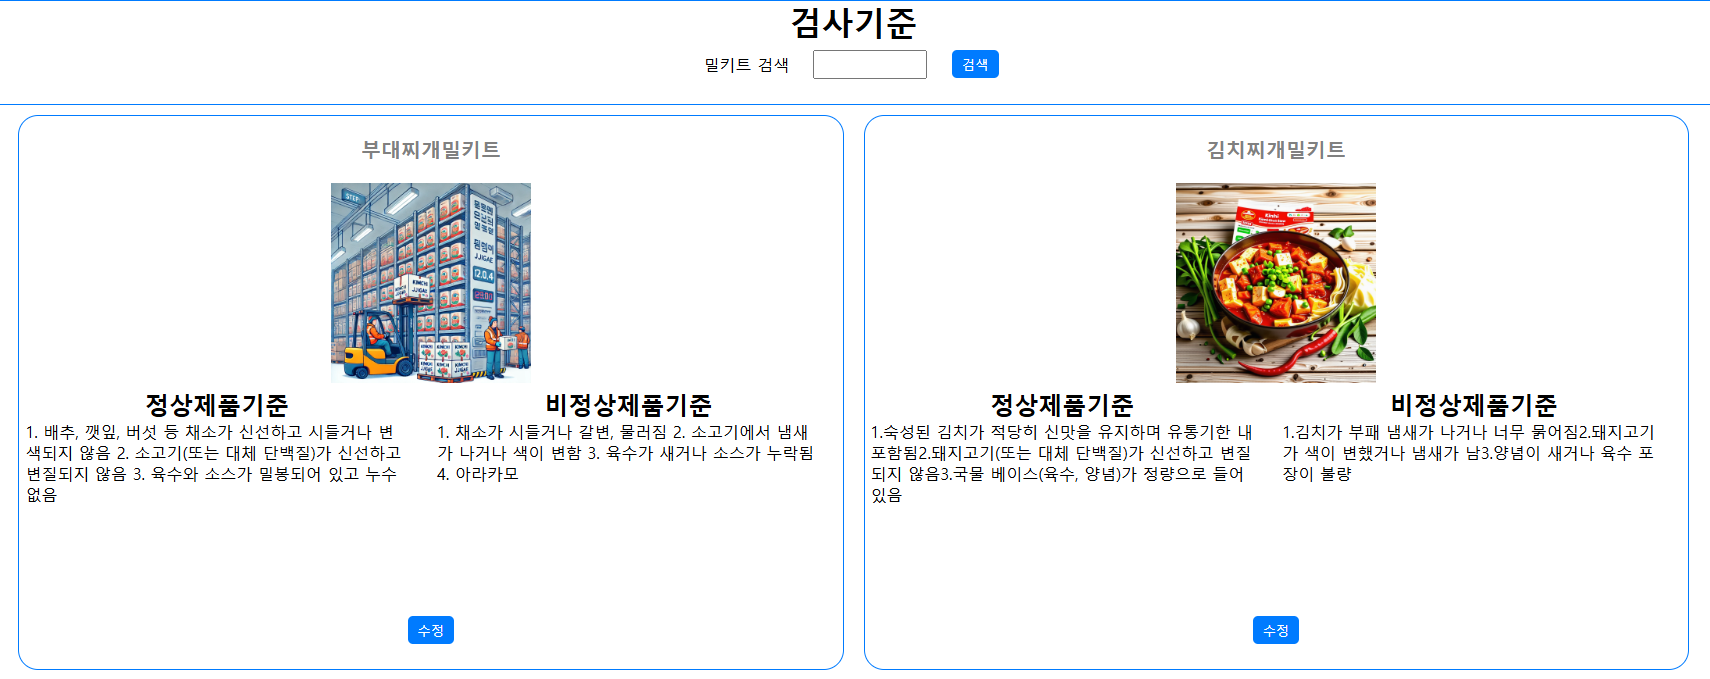 검사기준
밀키트 검색 검색
부대찌개밀키트
STEP
JJIGAE
12.0.4
KIMCHI
JJIGAE
KIMCHI
KIMCHI
정상제품기준
1. 배추, 깻잎, 버섯 등 채소가 신선하고 시들거나 변
색되지 않음 2. 소고기(또는 대체 단백질)가 신선하고
변질되지 않음 3. 육수와 소스가 밀봉되어 있고 누수
없음
비정상제품기준
1. 채소가 시들거나 갈변, 물러짐 2. 소고기에서 냄새
가 나거나 색이 변함 3. 육수가 새거나 소스가 누락됨
4. 아라카모
수정
김치찌개밀키트
Kimhi
정상제품기준
1.숙성된 김치가 적당히 신맛을 유지하며 유통기한 내
포함됨2.돼지고기(또는 대체 단백질)가 신선하고 변질
되지 않음3.국물 베이스(육수, 양념)가 정량으로 들어
있음
비정상제품기준
1.김치가 부패 냄새가 나거나 너무 묽어짐2.돼지고기
가 색이 변했거나 냄새가 남3.양념이 새거나 육수 포
장이 불량
수정